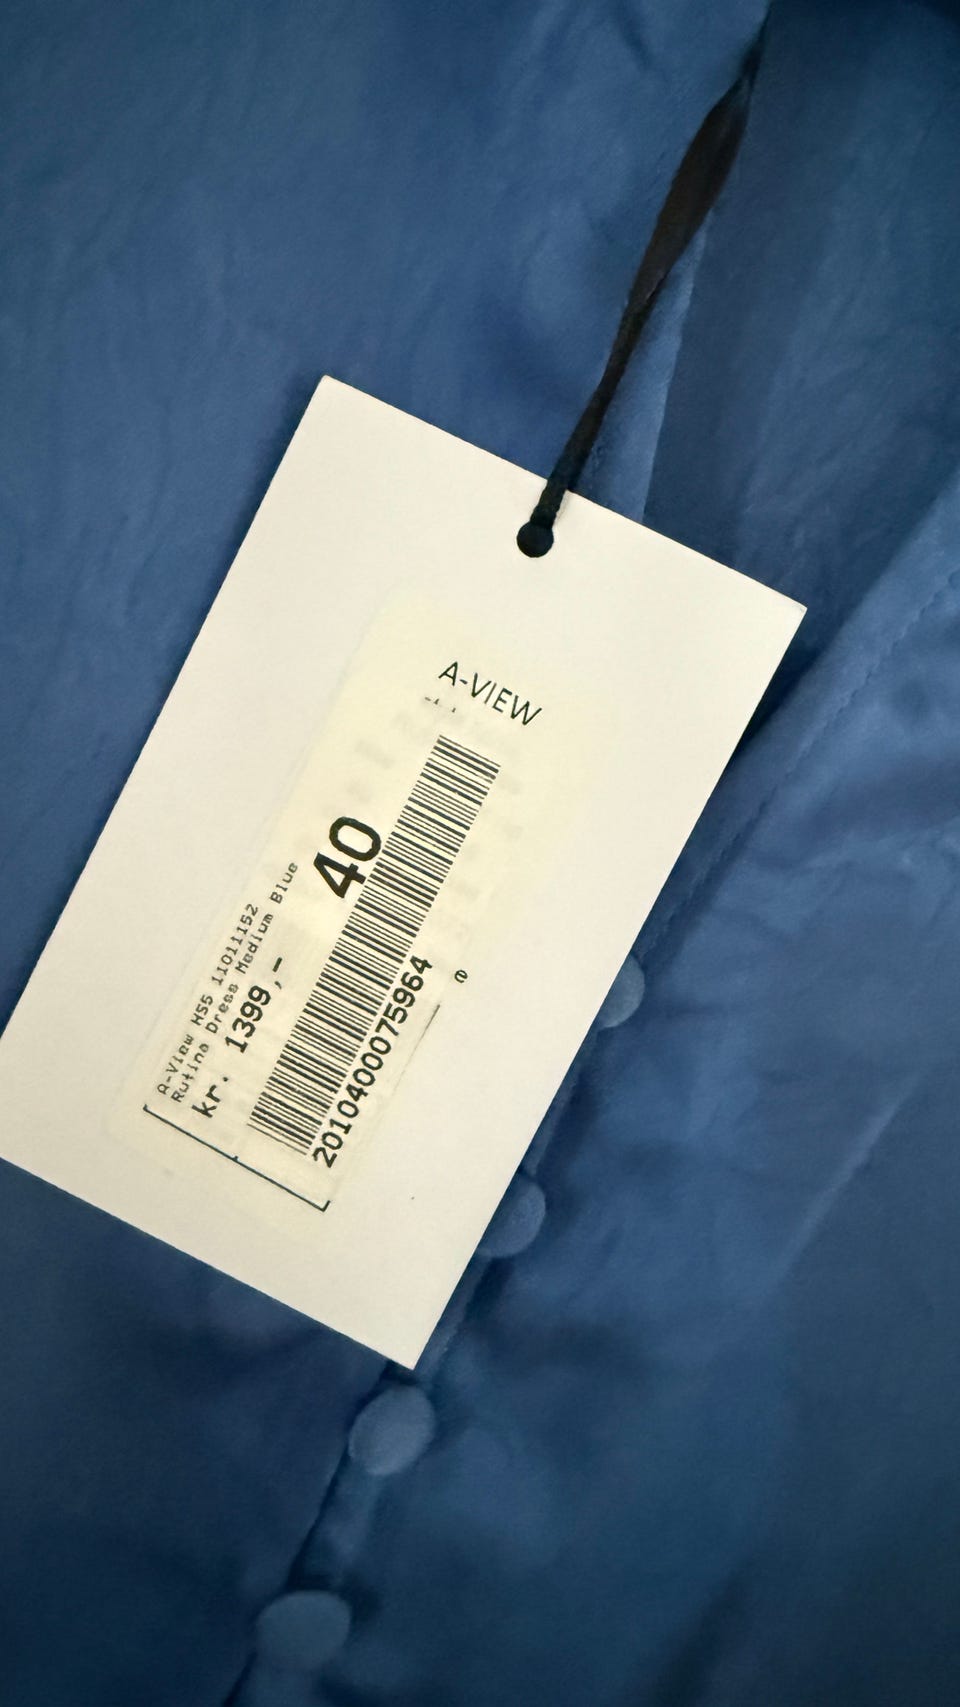 A-VIEW
A-View HS5 11011152
Rutina Dress Medium Blue
kr. 1399,-
40
2010400075964
e